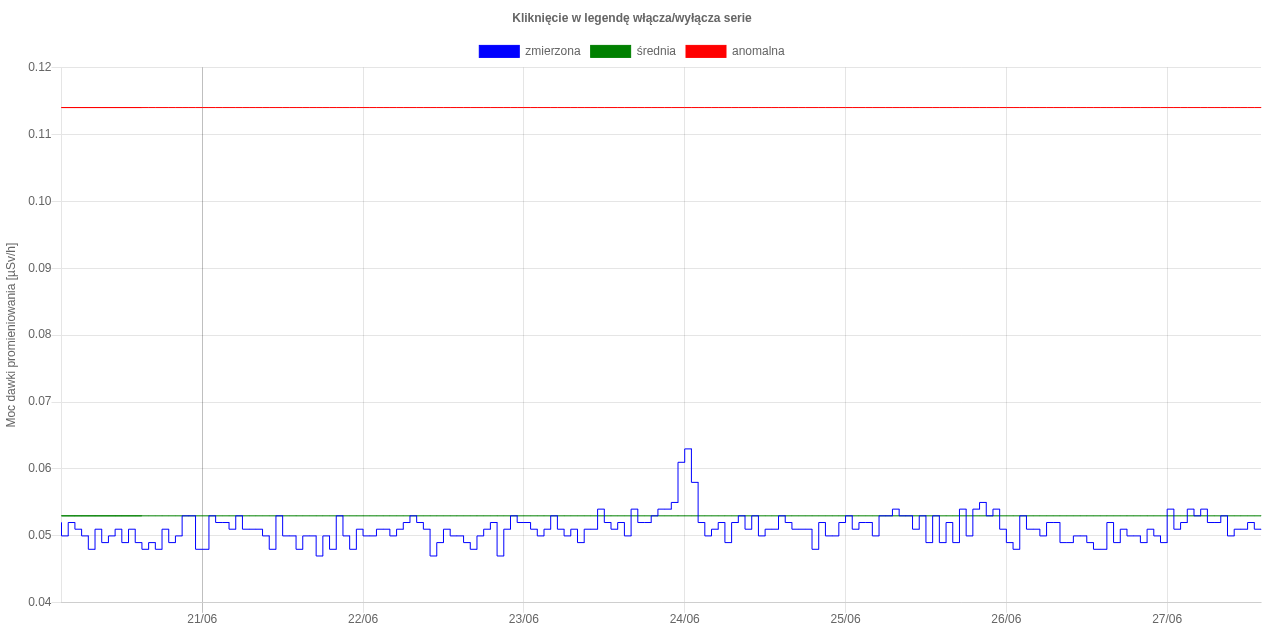 Kliknięcie w legendę włącza/wyłącza serie
zmierzona średnia anomalna
Moc dawki promieniowania [µSv/h]
0.12
0.11
0.10
0.09
0.08
0.07
0.06
0.05
0.04
21/06 22/06 23/06 24/06 25/06 26/06 27/06